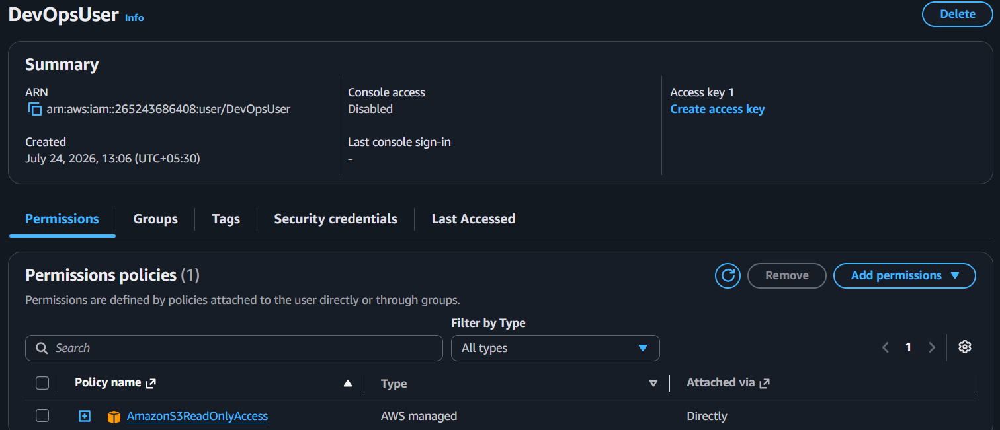 DevOpsUser Info
Delete
Summary
ARN
arn:aws:iam::265243686408:user/DevOpsUser
Created
July 24, 2026, 13:06 (UTC+05:30)
Console access
Disabled
Last console sign-in
-
Access key 1
Create access key
Permissions
Groups
Tags
Security credentials
Last Accessed
Permissions policies (1)
Remove
Add permissions
Permissions are defined by policies attached to the user directly or through groups.
Filter by Type
Search
All types
1
Policy name
Type
Attached via
AmazonS3ReadOnlyAccess
AWS managed
Directly